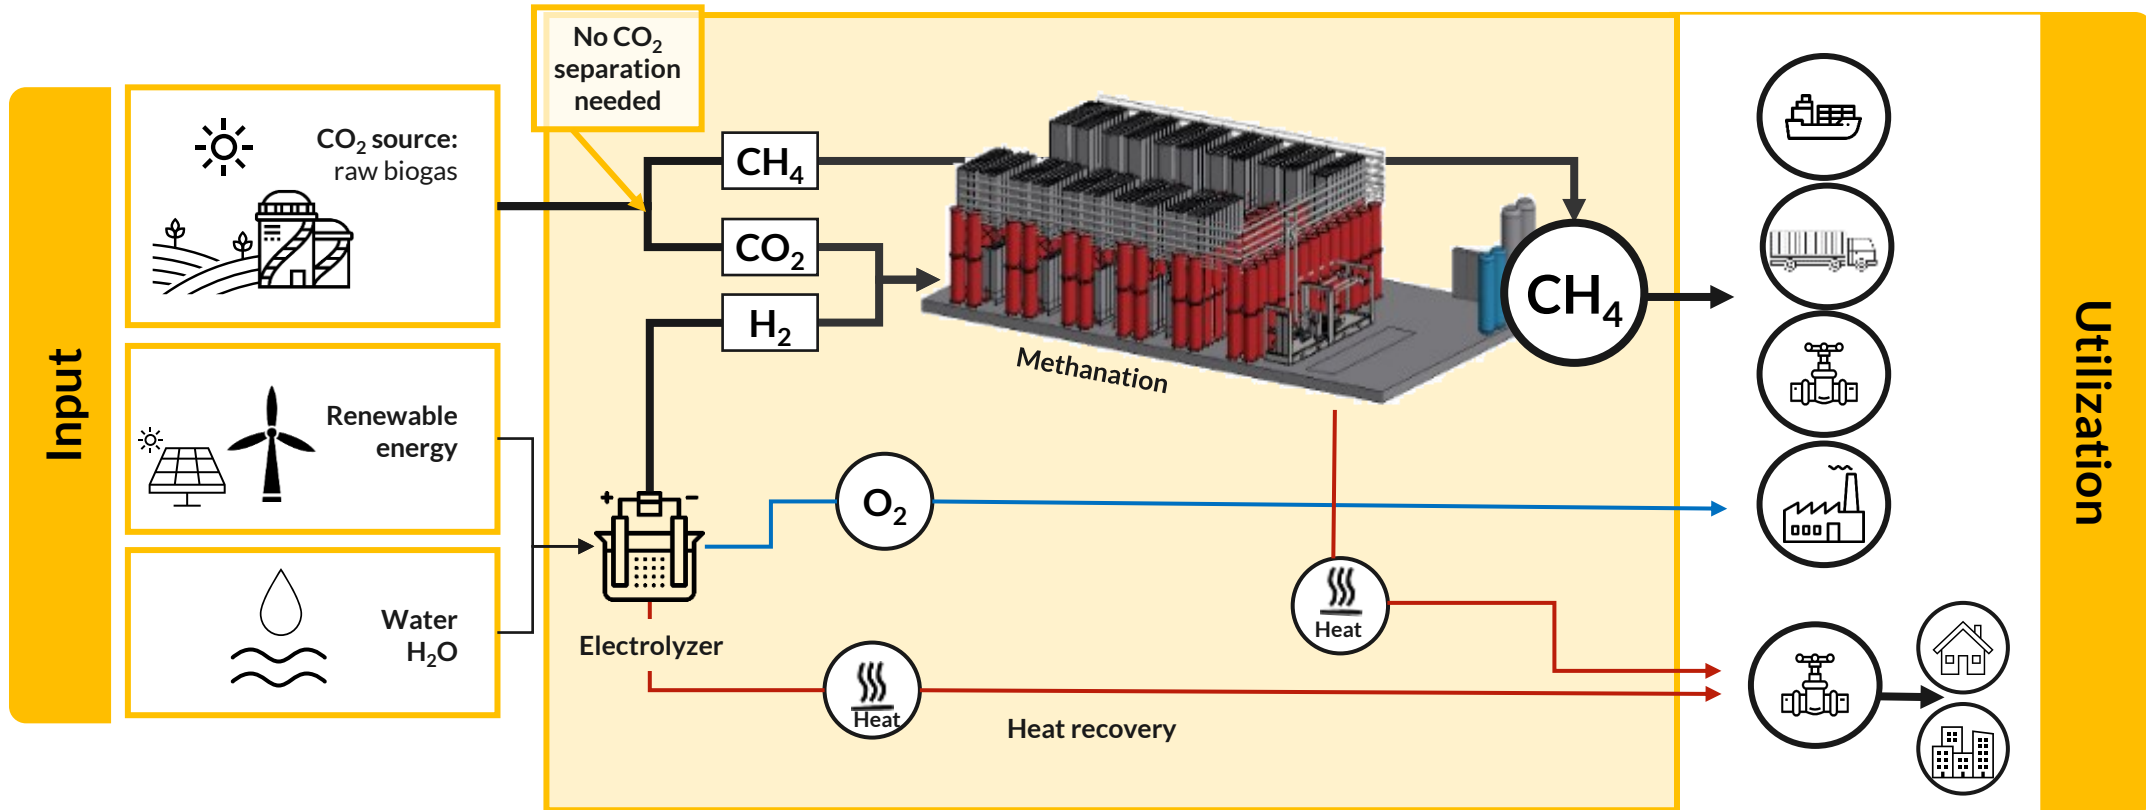 Input
CO₂ source:
raw biogas
Renewable
energy
Water
H₂O
No CO₂
separation
needed
CH₄
CO₂
H₂
Methanation
CH₄
+ −
Electrolyzer
O₂
Heat
Heat
Heat recovery
Utilization